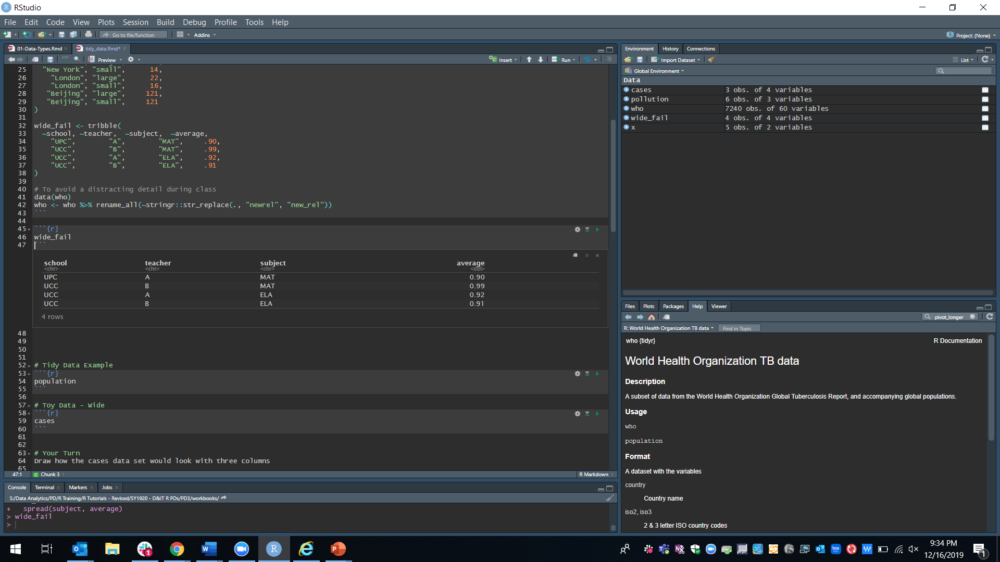 RStudio
File Edit Code View Plots Session Build Debug Profile Tools Help
Go to file/function Addins Project: (None)
01-Data-Types.Rmd tidy_data.Rmd*
ABC Preview Insert Run
25 "New York", "small", 14,
26 "London", "large", 22,
27 "London", "small", 16,
28 "Beijing", "large", 121,
29 "Beijing", "small", 121
30 )
31
32 wide_fail <- tribble(
33 ~school, ~teacher, ~subject, ~average,
34 "UPC", "A", "MAT", .90,
35 "UCC", "B", "MAT", .99,
36 "UCC", "A", "ELA", .92,
37 "UCC", "B", "ELA", .91
38 )
39
40 # To avoid a distracting detail during class
41 data(who)
42 who <- who %>% rename_all(~stringr::str_replace(., "newrel", "new_rel"))
43 ```
44
45 ```{r}
46 wide_fail
47 ```
school teacher subject average
<chr> <chr> <chr> <dbl>
UPC A MAT 0.90
UCC B MAT 0.99
UCC A ELA 0.92
UCC B ELA 0.91
4 rows
48
49
50
51
52 # Tidy Data Example
53 ```{r}
54 population
55 ```
56
57 # Toy Data - Wide
58 ```{r}
59 cases
60 ```
61
62
63 # Your Turn
64 Draw how the cases data set would look with three columns
65
47:1 Chunk 3 R Markdown
Console Terminal Markers Jobs
S:/Data Analytics/PD/R Training/R Tutorials - Revised/SY1920 - D&IT R PDs/PD3/workbooks/
+ spread(subject, average)
> wide_fail
>
Environment History Connections
Import Dataset List
Global Environment
Data
cases 3 obs. of 4 variables
pollution 6 obs. of 3 variables
who 7240 obs. of 60 variables
wide_fail 4 obs. of 4 variables
x 5 obs. of 2 variables
Files Plots Packages Help Viewer
pivot_longer
R: World Health Organization TB data Find in Topic
who {tidyr} R Documentation
World Health Organization TB data
Description
A subset of data from the World Health Organization Global Tuberculosis Report, and accompanying global populations.
Usage
who
population
Format
A dataset with the variables
country
Country name
iso2, iso3
2 & 3 letter ISO country codes
9:34 PM
12/16/2019
1